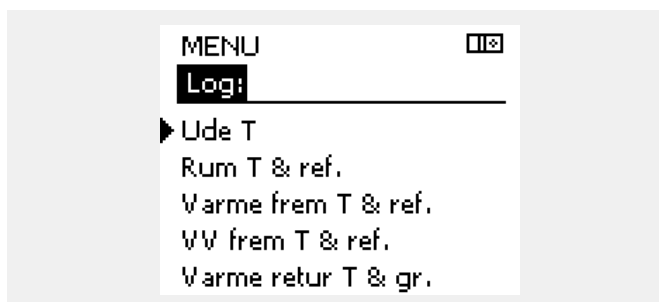 MENU
Log:
Ude T
Rum T & ref.
Varme frem T & ref.
VV frem T & ref.
Varme retur T & gr.